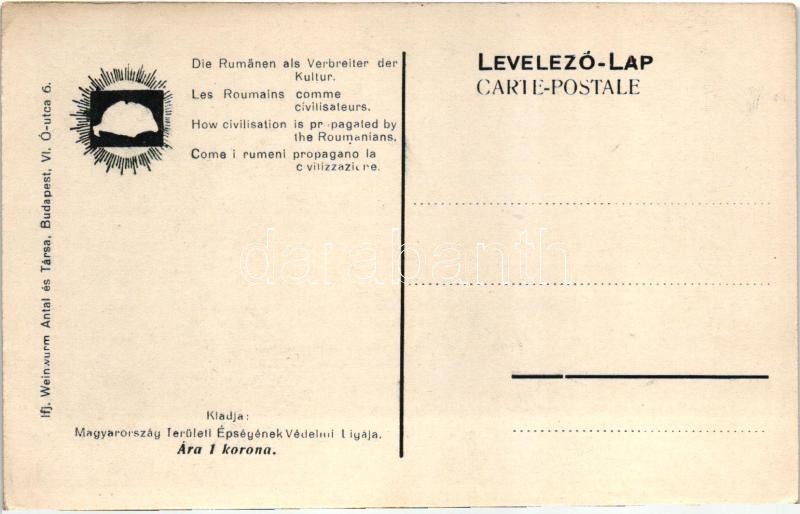 Ifj. Weinwurm Antal és Társa, Budapest, VI. Ó-utca 6.
Die Rumänen als Verbreiter der
Kultur.
Les Roumains comme
civilisateurs.
How civilisation is propagated by
the Roumanians.
Come i rumeni propagano la
civilizzazione.
Kiadja:
Magyarország Területi Épségének Védelmi Ligája.
Ára 1 korona.
LEVELEZŐ-LAP
CARTE-POSTALE
darabanth